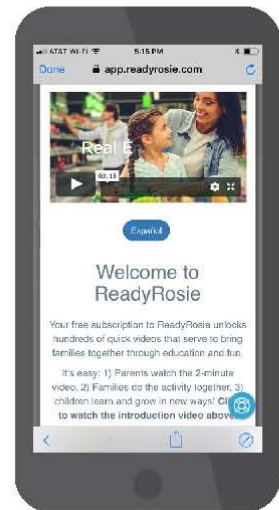 AT&T Wi-Fi 5:15 PM
Done app.readyrosie.com
Real E
03:15
Español
Welcome to
ReadyRosie
Your free subscription to ReadyRosie unlocks
hundreds of quick videos that serve to bring
families together through education and fun.
It's easy: 1) Parents watch the 2-minute
video, 2) Families do the activity together, 3)
children learn and grow in new ways! Cli
to watch the introduction video above.